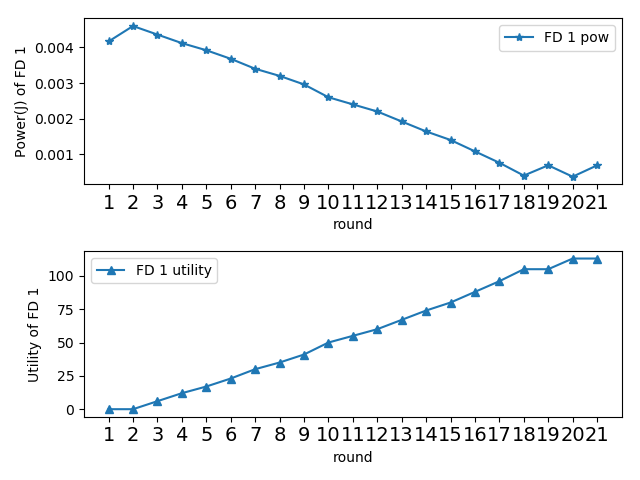 Power(J) of FD 1
0.004
0.003
0.002
0.001
FD 1 pow
1 2 3 4 5 6 7 8 9 10 11 12 13 14 15 16 17 18 19 20 21
round
Utility of FD 1
100
75
50
25
0
FD 1 utility
1 2 3 4 5 6 7 8 9 10 11 12 13 14 15 16 17 18 19 20 21
round